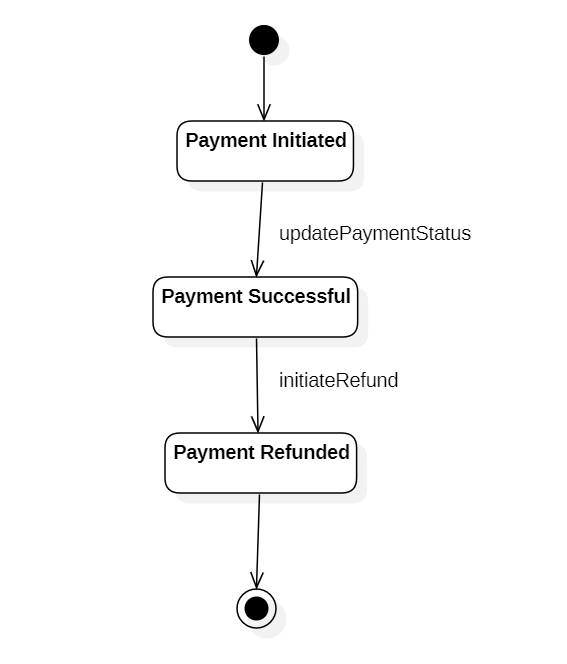 Payment Initiated
updatePaymentStatus
Payment Successful
initiateRefund
Payment Refunded